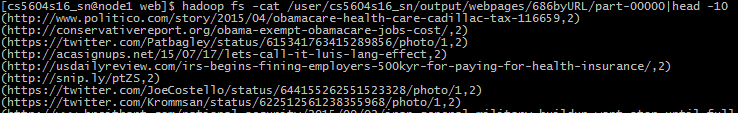 [cs5604s16_sn@node1 web]$ hadoop fs -cat /user/cs5604s16_sn/output/webpages/686byURL/part-00000|head -10
(http://www.politico.com/story/2015/04/obamacare-health-care-cadillac-tax-116659,2)
(http://conservativereport.org/obama-exempt-obamacare-jobs-cost/,2)
(https://twitter.com/Patbagley/status/615341763415289856/photo/1,2)
(http://acasignups.net/15/07/17/lets-call-it-luis-lang-effect,2)
(http://usdailyreview.com/irs-begins-fining-employers-500kyr-for-paying-for-health-insurance/,2)
(http://snip.ly/ptZS,2)
(https://twitter.com/JoeCostello/status/644155262551523328/photo/1,2)
(https://twitter.com/Krommsan/status/622512561238355968/photo/1,2)